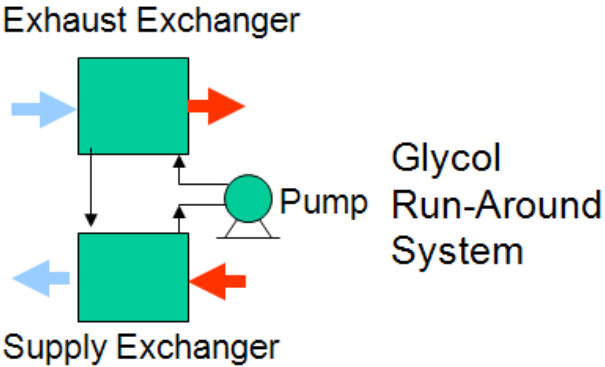 Exhaust Exchanger
Glycol
Pump Run-Around
System
Supply Exchanger